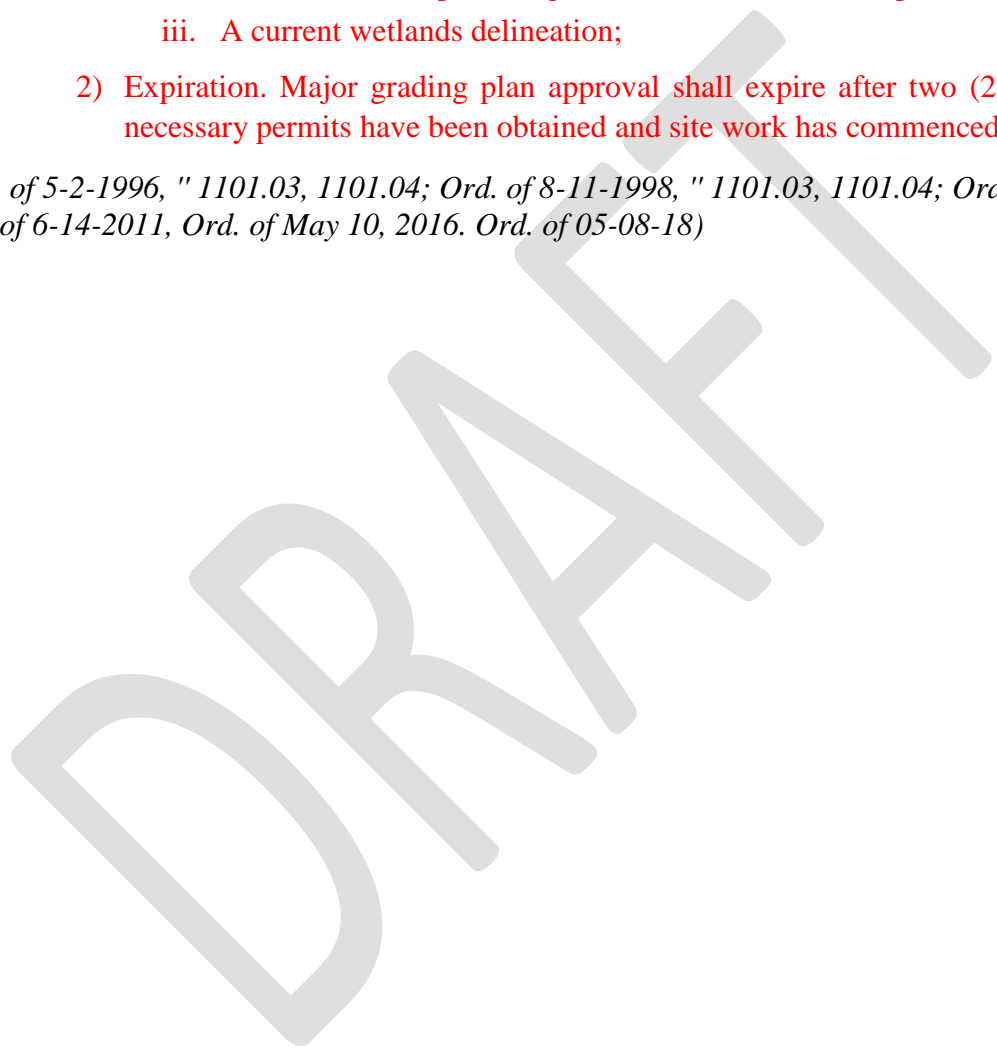 iii. A current wetlands delineation;
2) Expiration. Major grading plan approval shall expire after two (2
necessary permits have been obtained and site work has commenced
of 5-2-1996, " 1101.03, 1101.04; Ord. of 8-11-1998, " 1101.03, 1101.04; Ord
of 6-14-2011, Ord. of May 10, 2016. Ord. of 05-08-18)
DRAFT